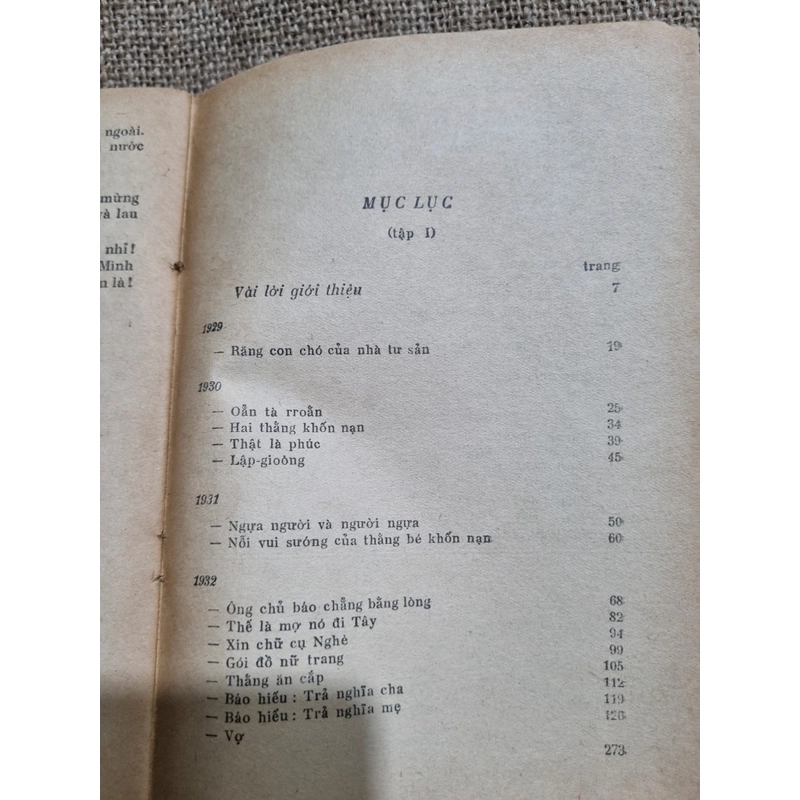 ngoài.
nước
mừng
à lau
nhỉ!
Mình
n là!
MỤC LỤC
(tập I)
trang
Vài lời giới thiệu 7
1929
— Răng con chó của nhà tư sản 19
1930
— Oẳn tà rroằn 25
— Hai thằng khốn nạn 34
— Thật là phúc 39
— Lập-gioòng 45
1931
— Ngựa người và người ngựa 50
— Nỗi vui sướng của thằng bé khốn nạn 60
1932
— Ông chủ báo chẳng bằng lòng 68
— Thế là mợ nó đi Tây 82
— Xin chữ cụ Nghè 94
— Gói đồ nữ trang 99
— Thằng ăn cắp 105
— Báo hiếu : Trả nghĩa cha 112
— Báo hiếu : Trả nghĩa mẹ 119
— Vợ 126
273